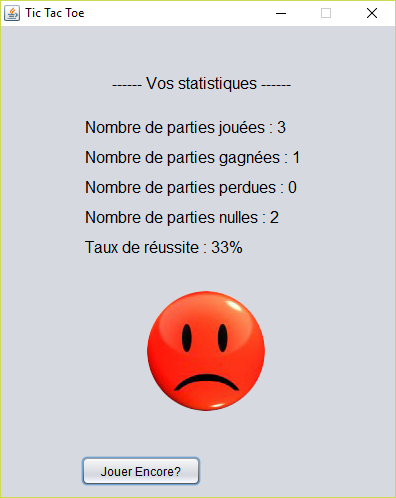 Tic Tac Toe
------ Vos statistiques ------
Nombre de parties jouées : 3
Nombre de parties gagnées : 1
Nombre de parties perdues : 0
Nombre de parties nulles : 2
Taux de réussite : 33%
Jouer Encore?